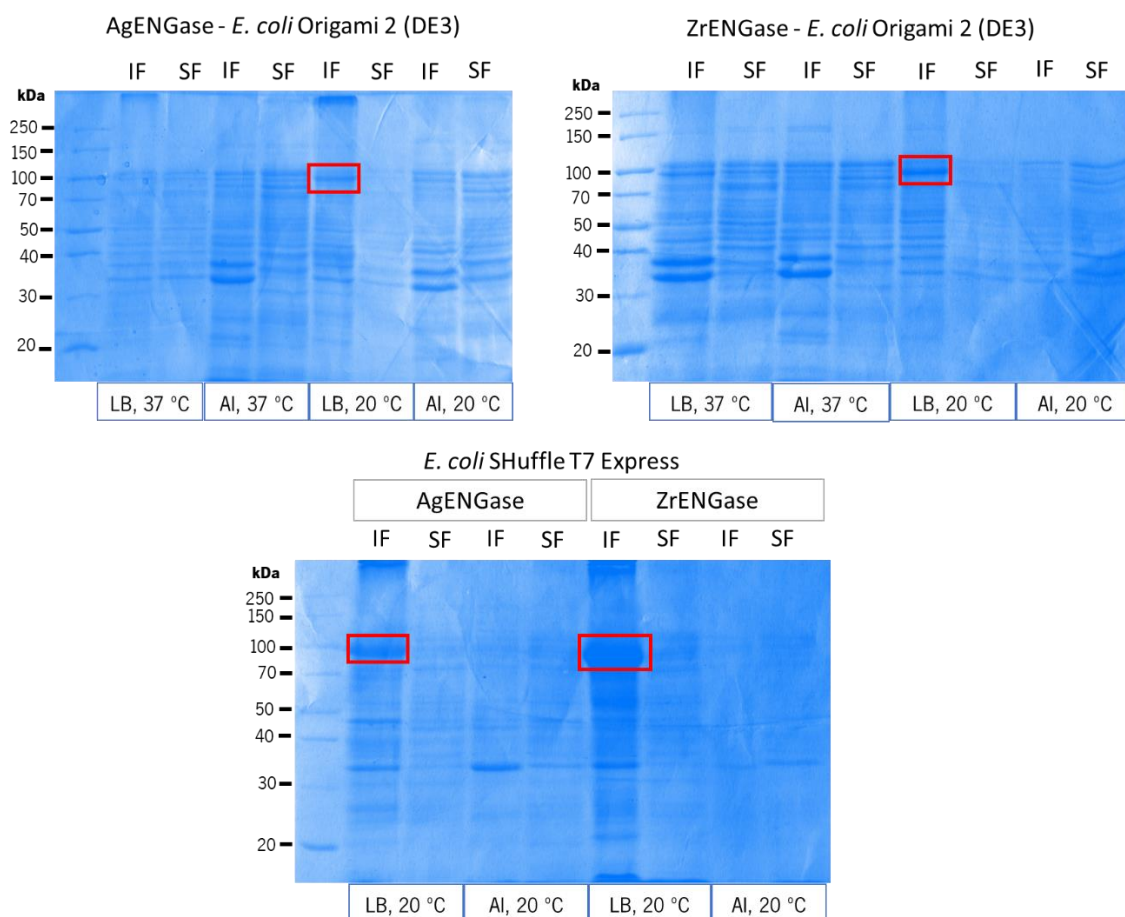 AgENGase - E. coli Origami 2 (DE3)
IF SF IF SF IF SF IF SF
kDa
250
150
100
70
50
40
30
20
LB, 37 °C AI, 37 °C LB, 20 °C AI, 20 °C
ZrENGase - E. coli Origami 2 (DE3)
IF SF IF SF IF SF IF SF
kDa
250
150
100
70
50
40
30
20
LB, 37 °C AI, 37 °C LB, 20 °C AI, 20 °C
E. coli SHuffle T7 Express
AgENGase ZrENGase
IF SF IF SF IF SF IF SF
kDa
250
150
100
70
50
40
30
20
LB, 20 °C AI, 20 °C LB, 20 °C AI, 20 °C